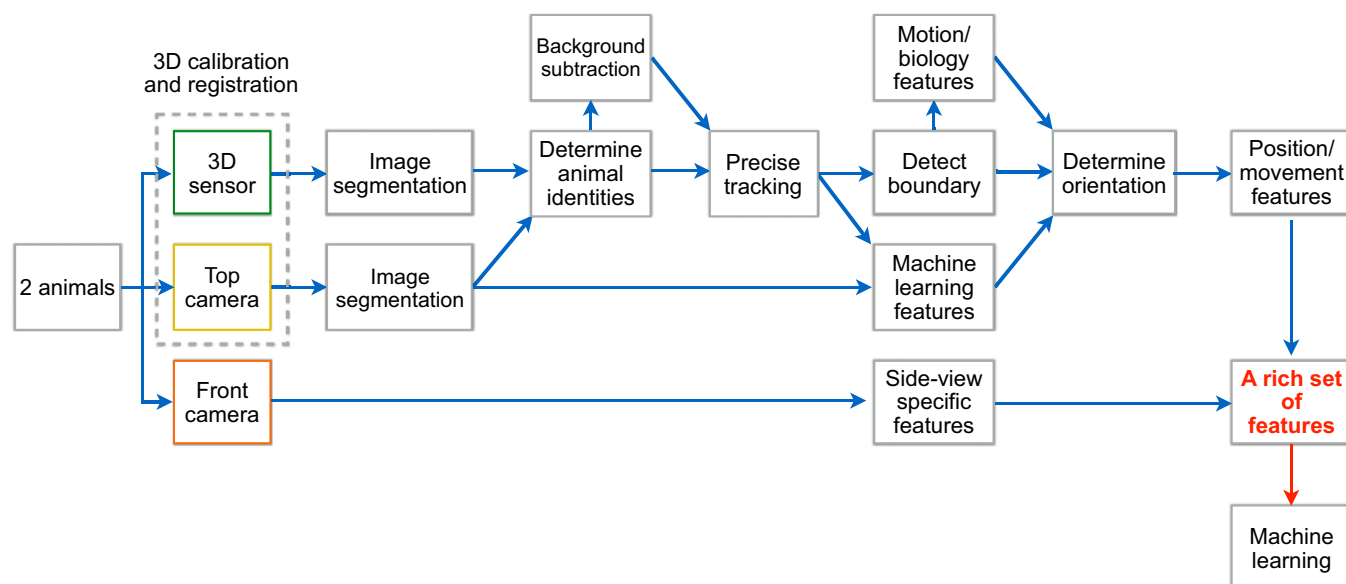 3D calibration
and registration
2 animals
3D
sensor
Top
camera
Front
camera
Image
segmentation
Image
segmentation
Background
subtraction
Determine
animal
identities
Precise
tracking
Motion/
biology
features
Detect
boundary
Machine
learning
features
Side-view
specific
features
Determine
orientation
Position/
movement
features
A rich set
of
features
Machine
learning